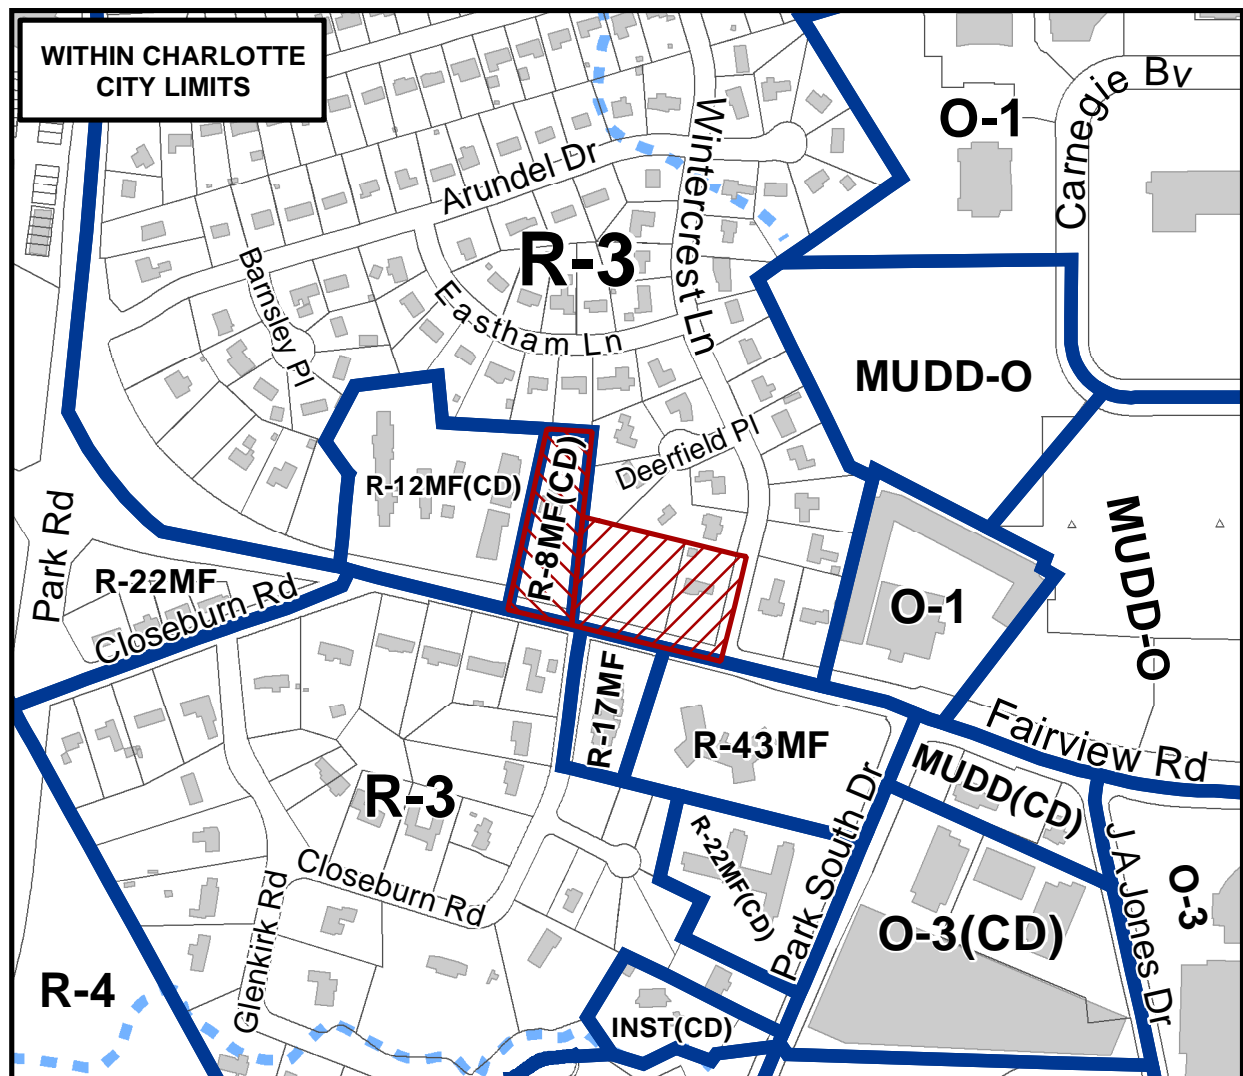 WITHIN CHARLOTTE
CITY LIMITS
Carnegie Bv
O-1
Wintercrest Ln
Arundel Dr
R-3
Barnsley Pl
Eastham Ln
MUDD-O
Deerfield Pl
R-12MF(CD)
R-8MF(CD)
MUDD-O
Park Rd
R-22MF
Closeburn Rd
O-1
R-17MF
R-43MF
Fairview Rd
MUDD(CD)
R-3
R-22MF(CD)
Park South Dr
J A Jones Dr
O-3
Closeburn Rd
Glenkirk Rd
O-3(CD)
R-4
INST(CD)